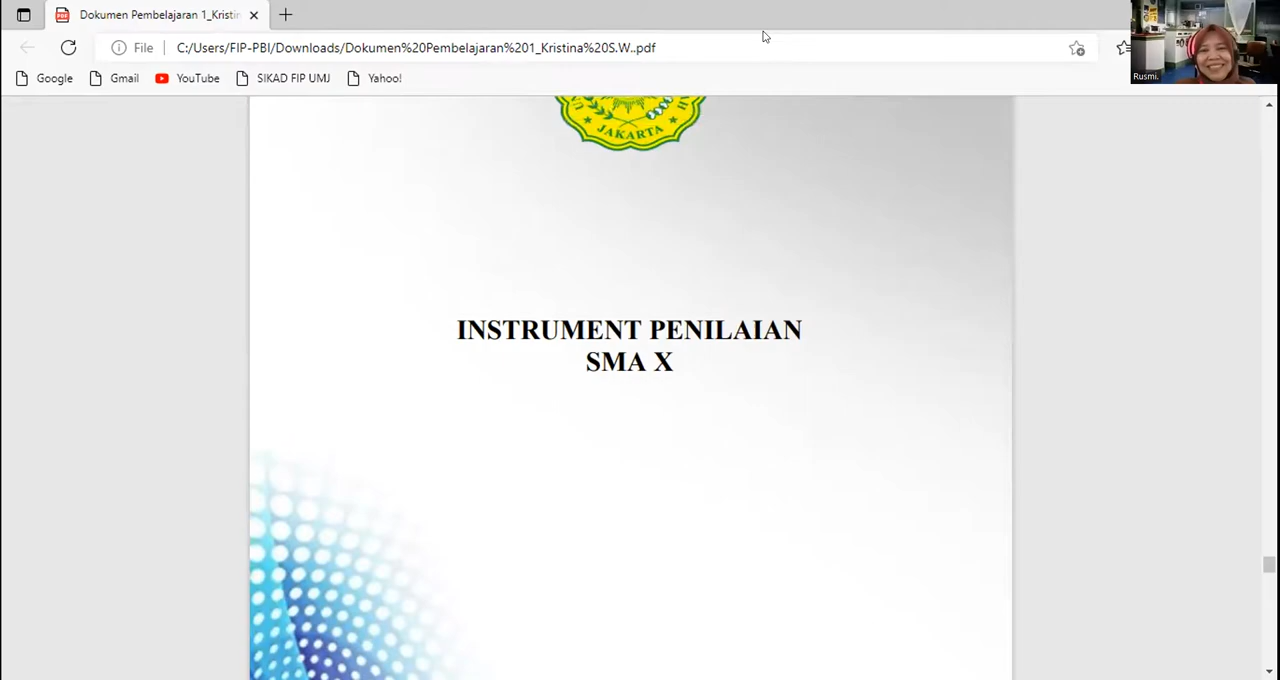 Dokumen Pembelajaran 1_Kristin
File
C:/Users/FIP-PBI/Downloads/Dokumen%20Pembelajaran%201_Kristina%20S.W..pdf
Google
Gmail
YouTube
SIKAD FIP UMJ
Yahoo!
Rusmi.
JAKARTA
INSTRUMENT PENILAIAN
SMA X